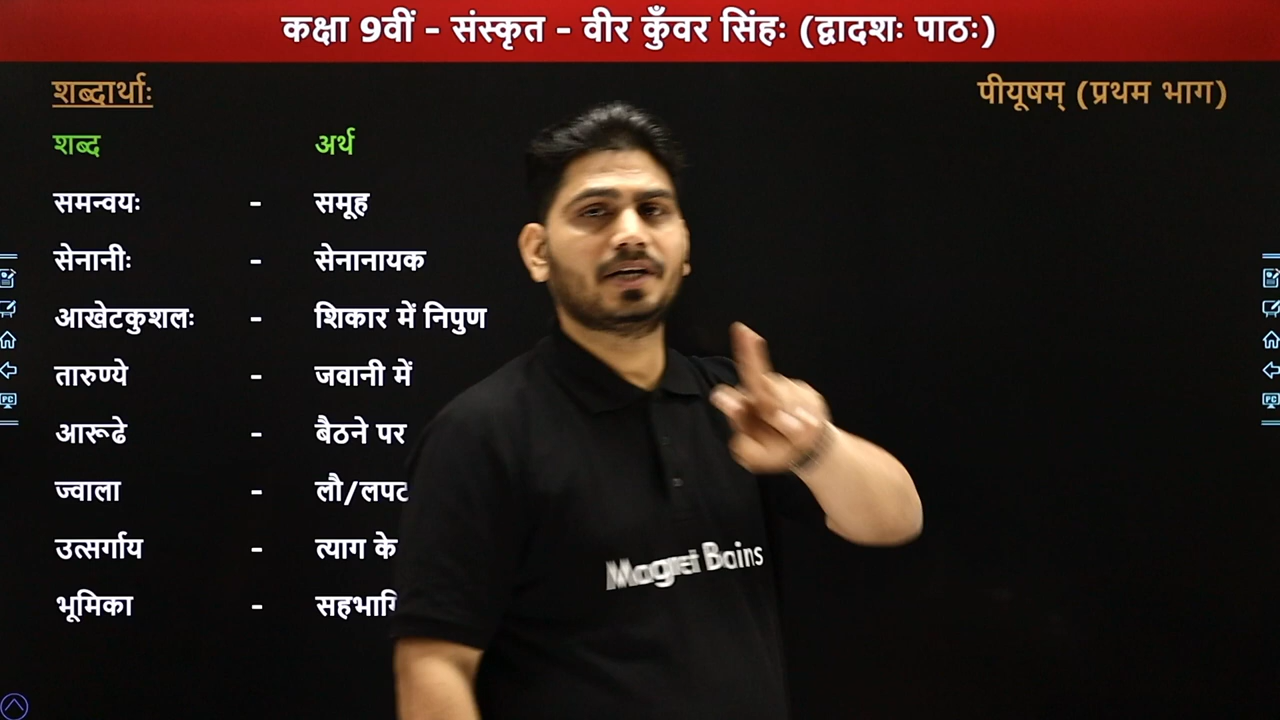 कक्षा 9वीं - संस्कृत - वीर कुँवर सिंहः (द्वादशः पाठः)
शब्दार्थाः
पीयूषम् (प्रथम भाग)
शब्द अर्थ
समन्वयः - समूह
सेनानीः - सेनानायक
आखेटकुशलः - शिकार में निपुण
तारुण्ये - जवानी में
आरूढे - बैठने पर
ज्वाला - लौ/लपट
उत्सर्गाय - त्याग के
भूमिका -
Magnet Brains